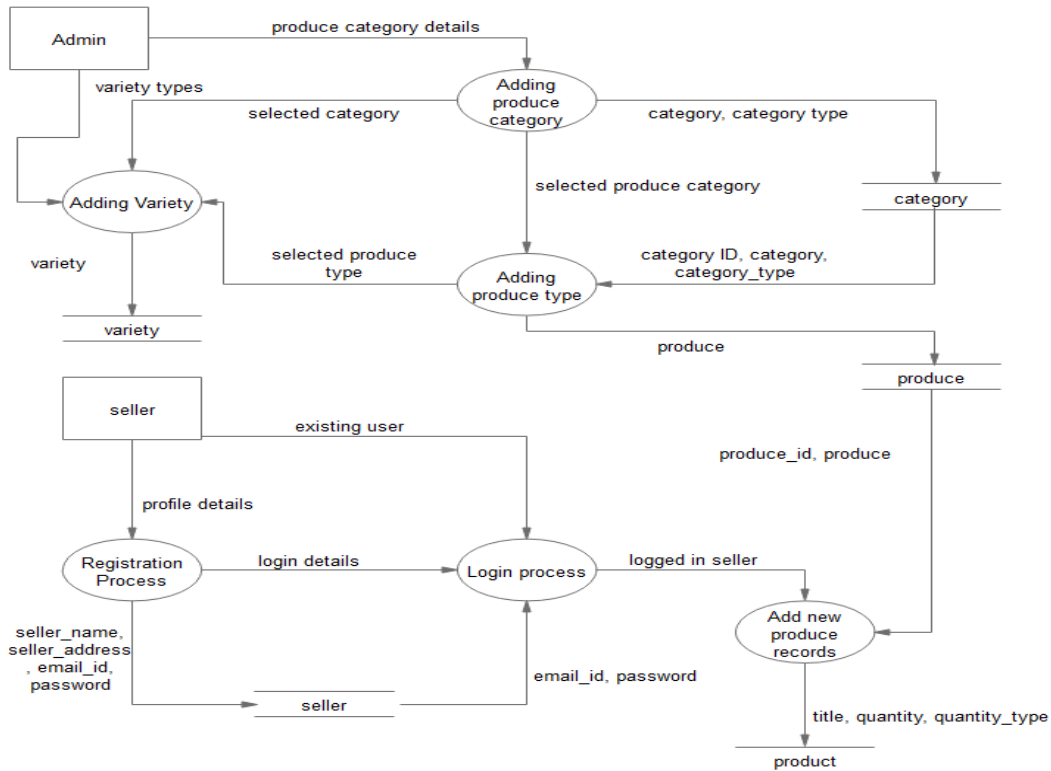 produce category details
Admin
variety types
Adding
produce
category
selected category
category, category type
selected produce category
category
Adding Variety
variety
selected produce
type
category ID, category,
category_type
Adding
produce type
variety
produce
produce
seller
existing user
produce_id, produce
profile details
Registration
Process
login details
Login process
logged in seller
Add new
produce
records
seller_name,
seller_address
, email_id,
password
email_id, password
seller
title, quantity, quantity_type
product